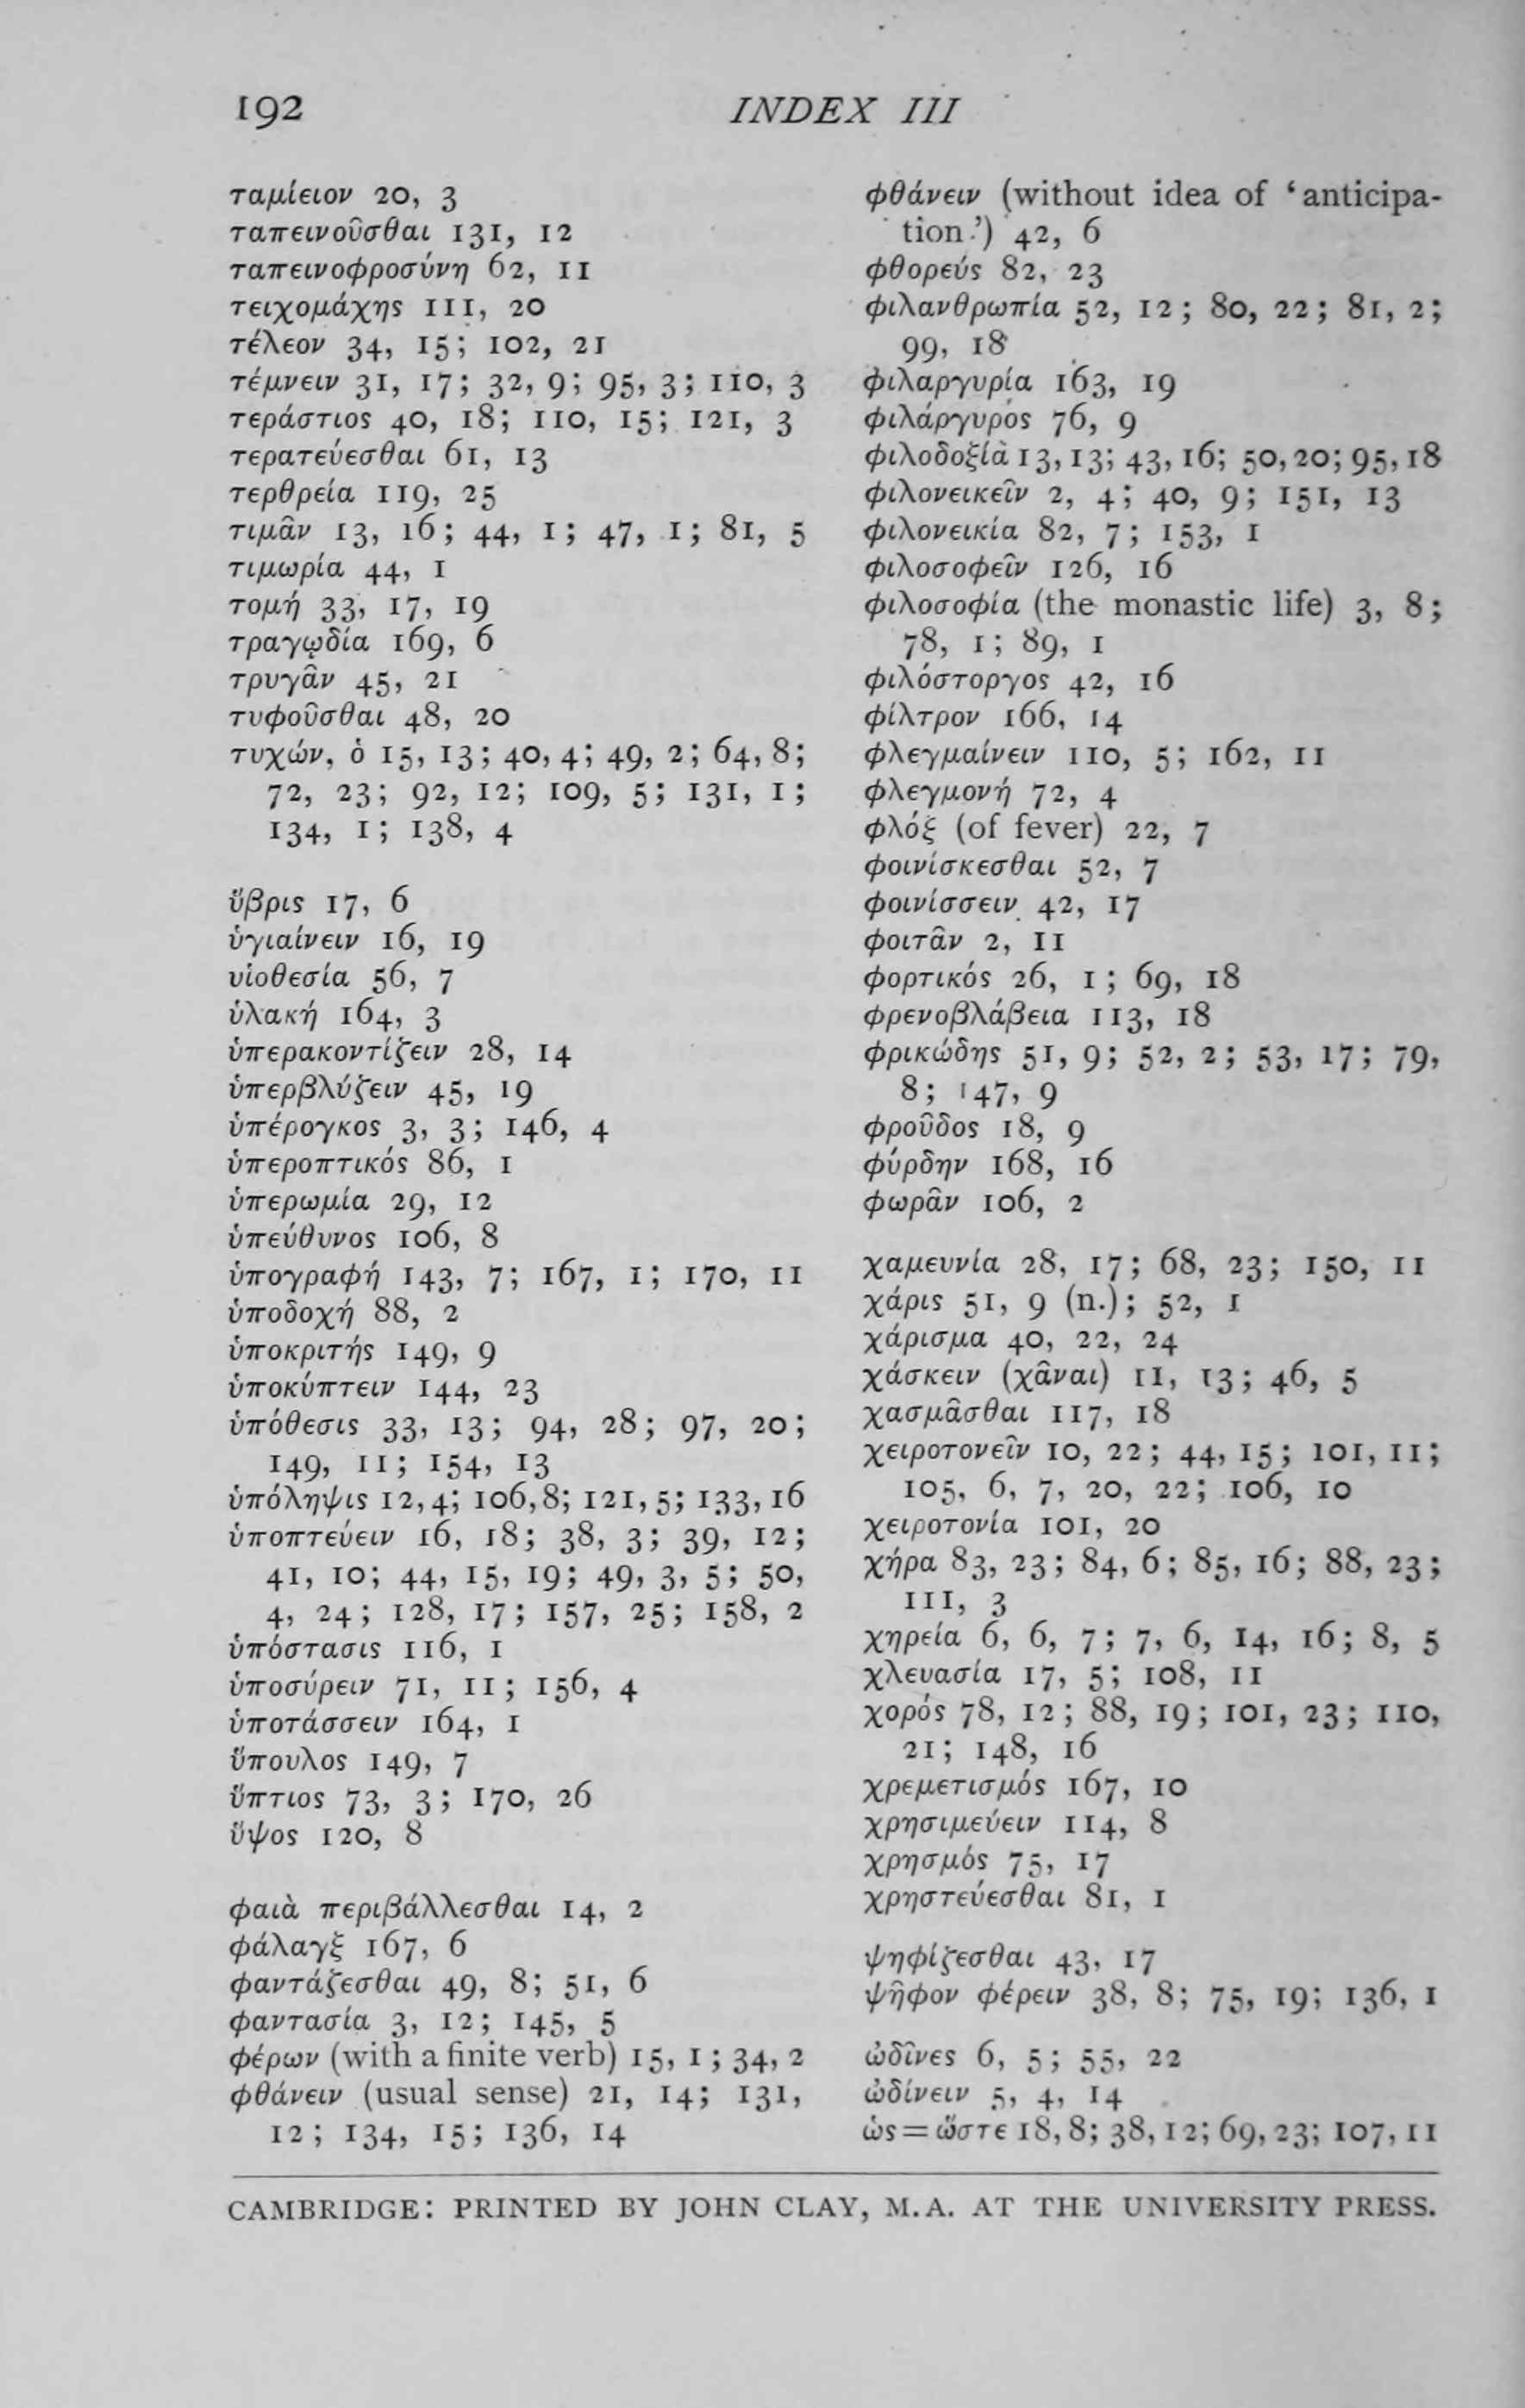 192
INDEX III
ταμίειον 20, 3
ταπεινοῦσθαι 131, 12
ταπεινοφροσύνη 62, 11
τειχομάχης 111, 20
τέλεον 34, 15; 102, 21
τέμνειν 31, 17; 32, 9; 95, 3; 110, 3
τεράστιος 40, 18; 110, 15; 121, 3
τερατεύεσθαι 61, 13
τερθρεία 119, 25
τιμᾶν 13, 16; 44, 1; 47, 1; 81, 5
τιμωρία 44, 1
τομή 33, 17, 19
τραγῳδία 169, 6
τρυγᾶν 45, 21
τυφοῦσθαι 48, 20
τυχών, ὁ 15, 13; 40, 4; 49, 2; 64, 8;
72, 23; 92, 12; 109, 5; 131, 1;
134, 1; 138, 4
ὕβρις 17, 6
ὑγιαίνειν 16, 19
υἱοθεσία 56, 7
ὑλακή 164, 3
ὑπερακοντίζειν 28, 14
ὑπερβλύζειν 45, 19
ὑπέρογκος 3, 3; 146, 4
ὑπεροπτικός 86, 1
ὑπερωμία 29, 12
ὑπεύθυνος 106, 8
ὑπογραφή 143, 7; 167, 1; 170, 11
ὑποδοχή 88, 2
ὑποκριτής 149, 9
ὑποκύπτειν 144, 23
ὑπόθεσις 33, 13; 94, 28; 97, 20;
149, 11; 154, 13
ὑπόληψις 12, 4; 106, 8; 121, 5; 133, 16
ὑποπτεύειν 16, 18; 38, 3; 39, 12;
41, 10; 44, 15, 19; 49, 3, 5; 50,
4, 24; 128, 17; 157, 25; 158, 2
ὑπόστασις 116, 1
ὑποσύρειν 71, 11; 156, 4
ὑποτάσσειν 164, 1
ὕπουλος 149, 7
ὕπτιος 73, 3; 170, 26
ὕψος 120, 8
φαιὰ περιβάλλεσθαι 14, 2
φάλαγξ 167, 6
φαντάζεσθαι 49, 8; 51, 6
φαντασία 3, 12; 145, 5
φέρων (with a finite verb) 15, 1; 34, 2
φθάνειν (usual sense) 21, 14; 131,
12; 134, 15; 136, 14
φθάνειν (without idea of ‘anticipa-
tion’) 42, 6
φθορεύς 82, 23
φιλανθρωπία 52, 12; 80, 22; 81, 2;
99, 18
φιλαργυρία 163, 19
φιλάργυρος 76, 9
φιλοδοξία 13, 13; 43, 16; 50, 20; 95, 18
φιλονεικεῖν 2, 4; 40, 9; 151, 13
φιλονεικία 82, 7; 153, 1
φιλοσοφεῖν 126, 16
φιλοσοφία (the monastic life) 3, 8;
78, 1; 89, 1
φιλόστοργος 42, 16
φίλτρον 166, 14
φλεγμαίνειν 110, 5; 162, 11
φλεγμονή 72, 4
φλόξ (of fever) 22, 7
φοινίσκεσθαι 52, 7
φοινίσσειν 42, 17
φοιτᾶν 2, 11
φορτικός 26, 1; 69, 18
φρενοβλάβεια 113, 18
φρικώδης 51, 9; 52, 2; 53, 17; 79,
8; 147, 9
φροῦδος 18, 9
φύρδην 168, 16
φωρᾶν 106, 2
χαμευνία 28, 17; 68, 23; 150, 11
χάρις 51, 9 (n.); 52, 1
χάρισμα 40, 22, 24
χάσκειν (χᾶναι) 11, 13; 46, 5
χασμᾶσθαι 117, 18
χειροτονεῖν 10, 22; 44, 15; 101, 11;
105, 6, 7, 20, 22; 106, 10
χειροτονία 101, 20
χήρα 83, 23; 84, 6; 85, 16; 88, 23;
111, 3
χηρεία 6, 6, 7; 7, 6, 14, 16; 8, 5
χλευασία 17, 5; 108, 11
χορός 78, 12; 88, 19; 101, 23; 110,
21; 148, 16
χρεμετισμός 167, 10
χρησιμεύειν 114, 8
χρησμός 75, 17
χρηστεύεσθαι 81, 1
ψηφίζεσθαι 43, 17
ψῆφον φέρειν 38, 8; 75, 19; 136, 1
ὠδῖνες 6, 5; 55, 22
ὠδίνειν 5, 4, 14
ὡς = ὥστε 18, 8; 38, 12; 69, 23; 107, 11
CAMBRIDGE: PRINTED BY JOHN CLAY, M.A. AT THE UNIVERSITY PRESS.